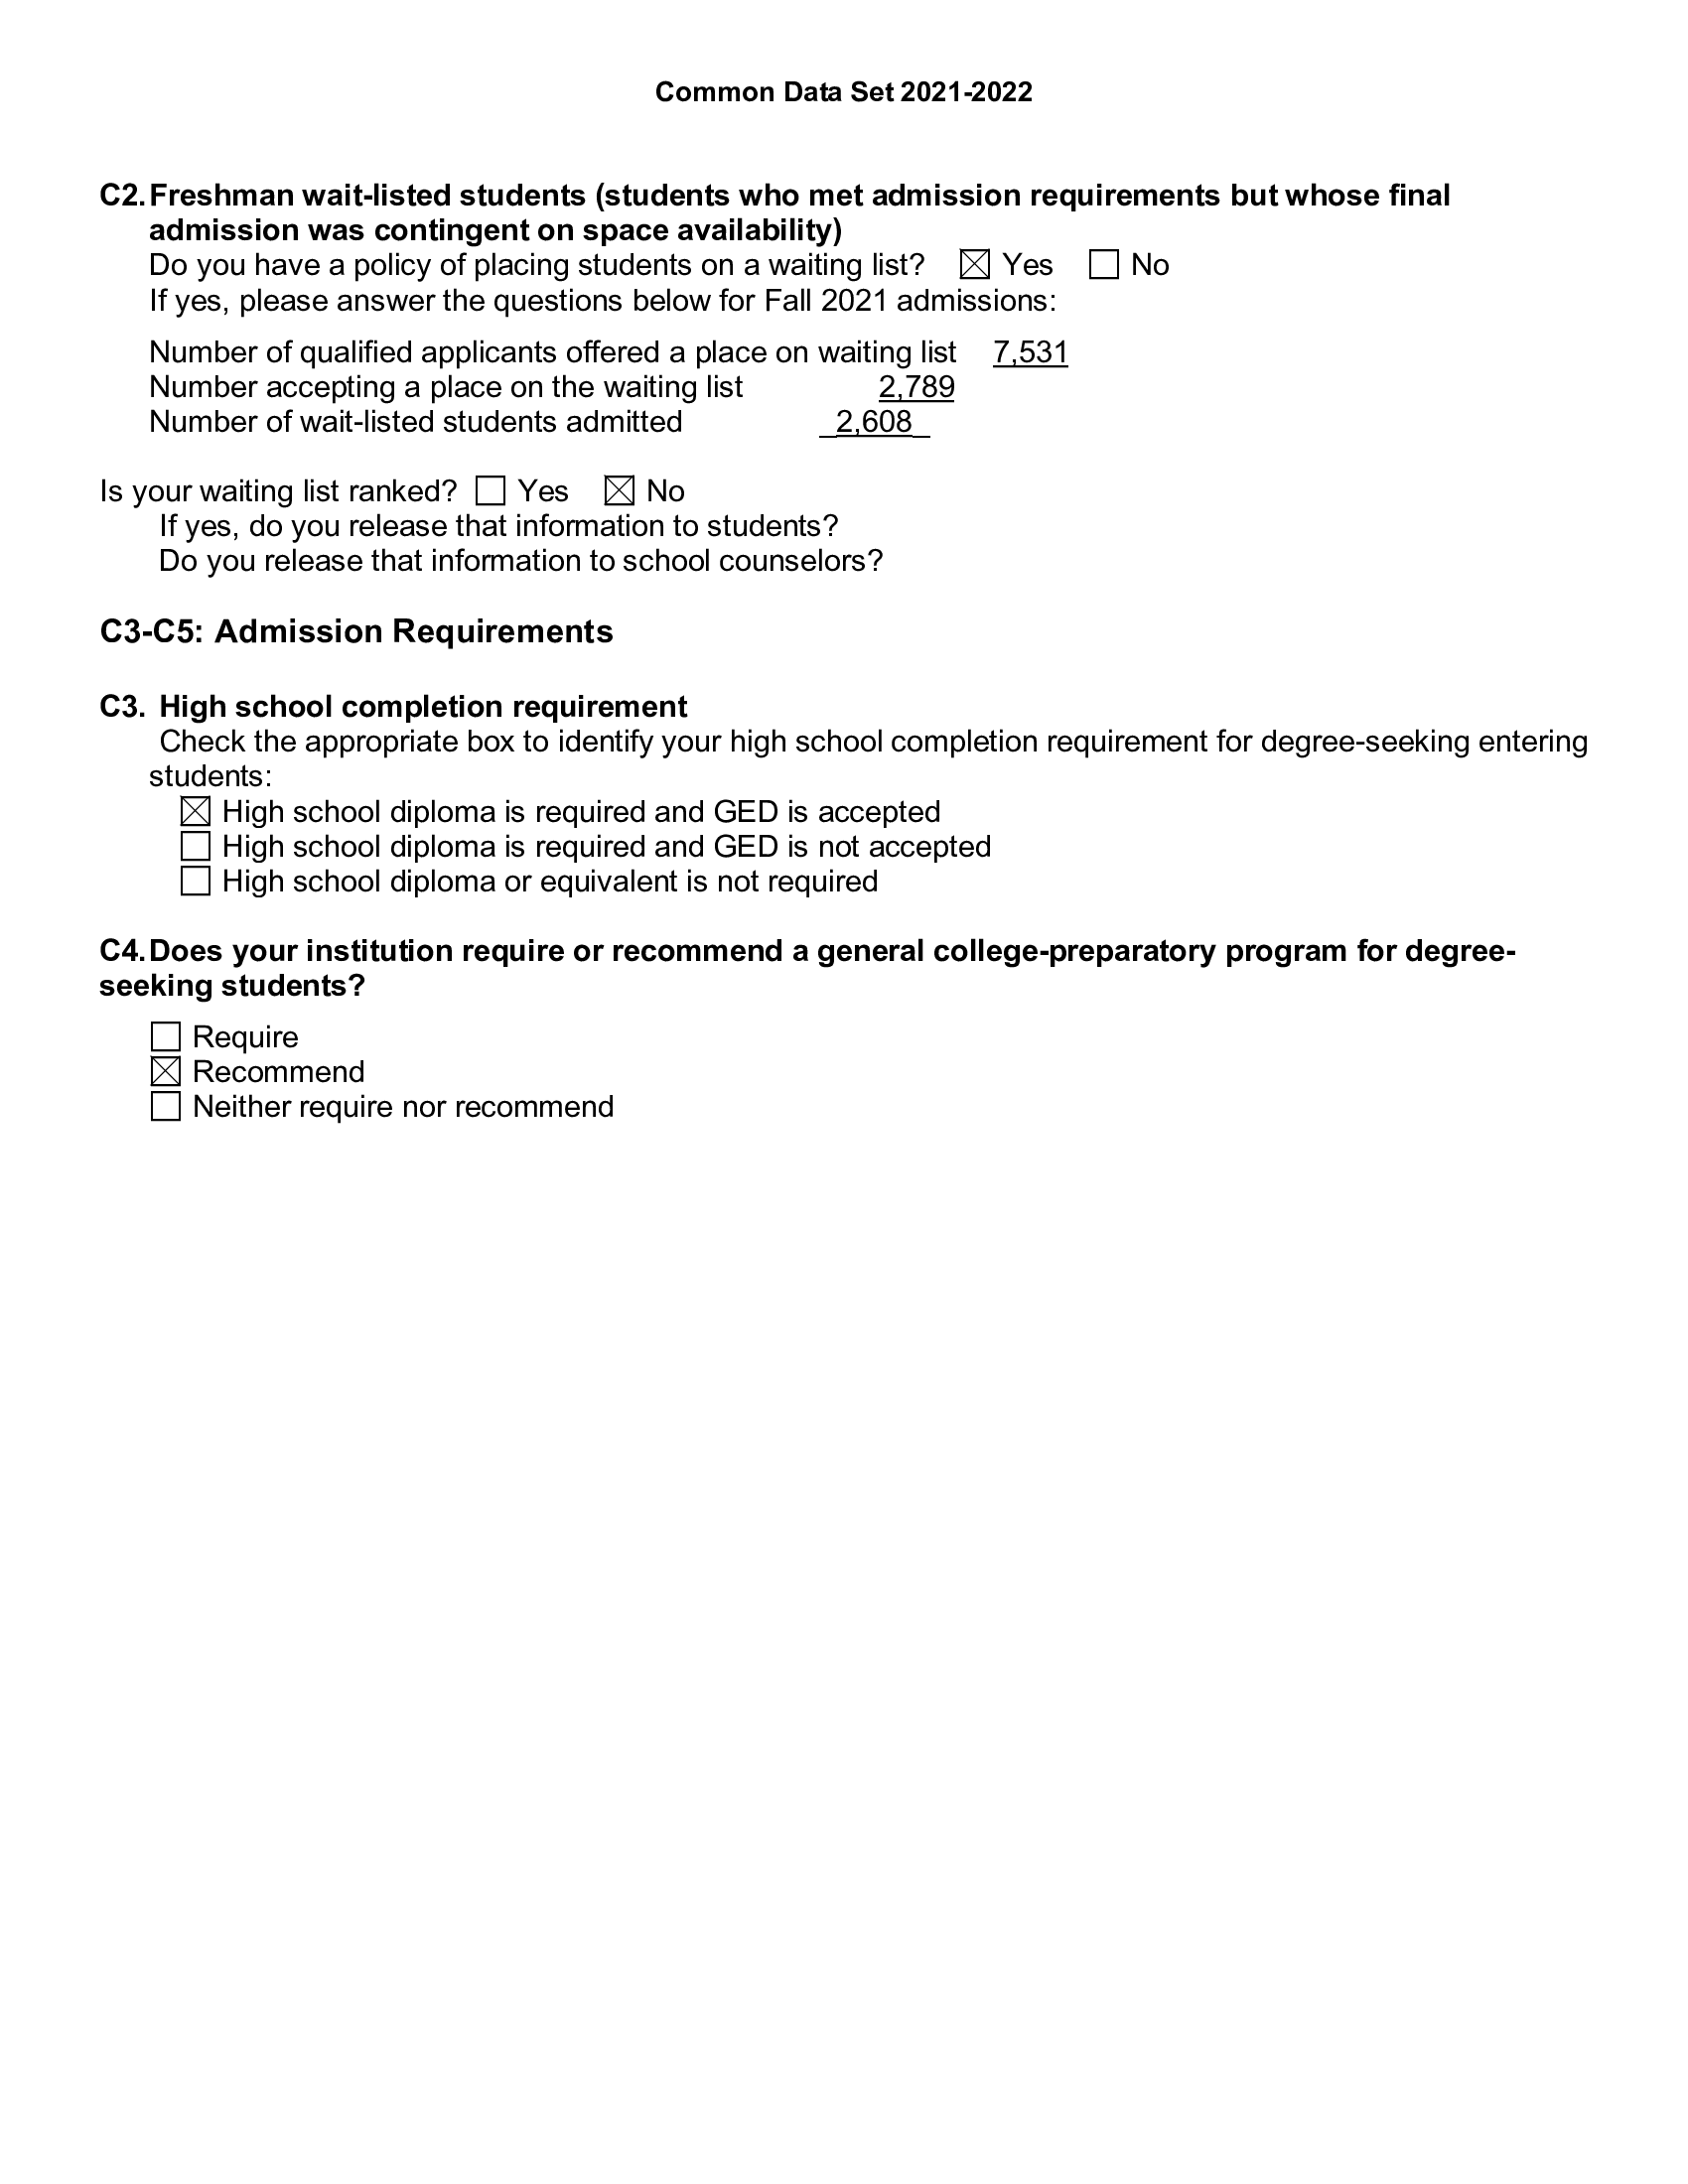 Common Data Set 2021-2022
C2. Freshman wait-listed students (students who met admission requirements but whose final
admission was contingent on space availability)
Do you have a policy of placing students on a waiting list? ☒ Yes ☐ No
If yes, please answer the questions below for Fall 2021 admissions:
Number of qualified applicants offered a place on waiting list 7,531
Number accepting a place on the waiting list 2,789
Number of wait-listed students admitted _2,608_
Is your waiting list ranked? ☐ Yes ☒ No
If yes, do you release that information to students?
Do you release that information to school counselors?
C3-C5: Admission Requirements
C3. High school completion requirement
Check the appropriate box to identify your high school completion requirement for degree-seeking entering
students:
☒ High school diploma is required and GED is accepted
☐ High school diploma is required and GED is not accepted
☐ High school diploma or equivalent is not required
C4. Does your institution require or recommend a general college-preparatory program for degree-
seeking students?
☐ Require
☒ Recommend
☐ Neither require nor recommend